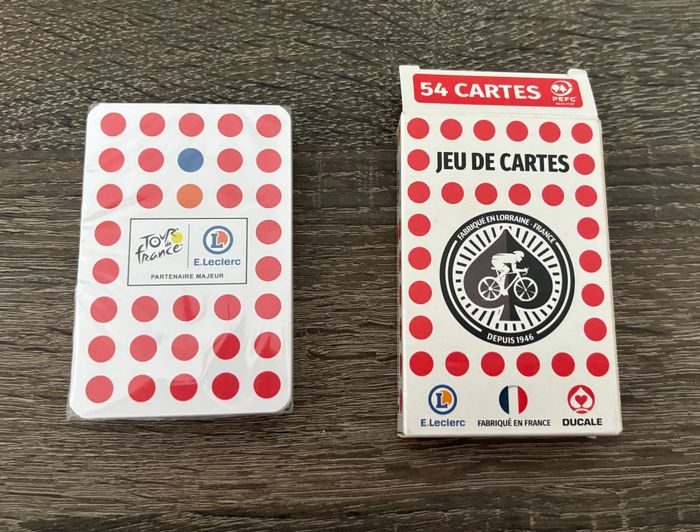 TOUR de france
E.Leclerc
PARTENAIRE MAJEUR
54 CARTES
PEFC
JEU DE CARTES
FABRIQUÉ EN LORRAINE - FRANCE
DEPUIS 1946
E.Leclerc
FABRIQUÉ EN FRANCE
DUCALE